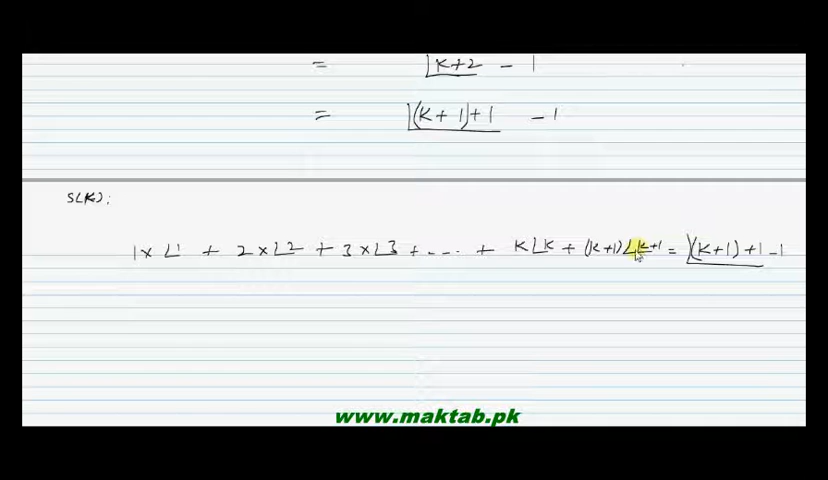 = |K+2 - 1
= |(K+1)+1 - 1
S(K):
1×∠1 + 2×∠2 + 3×∠3 + .... + K∠K + (K+1)∠K+1 = |(K+1)+1 -1
www.maktab.pk